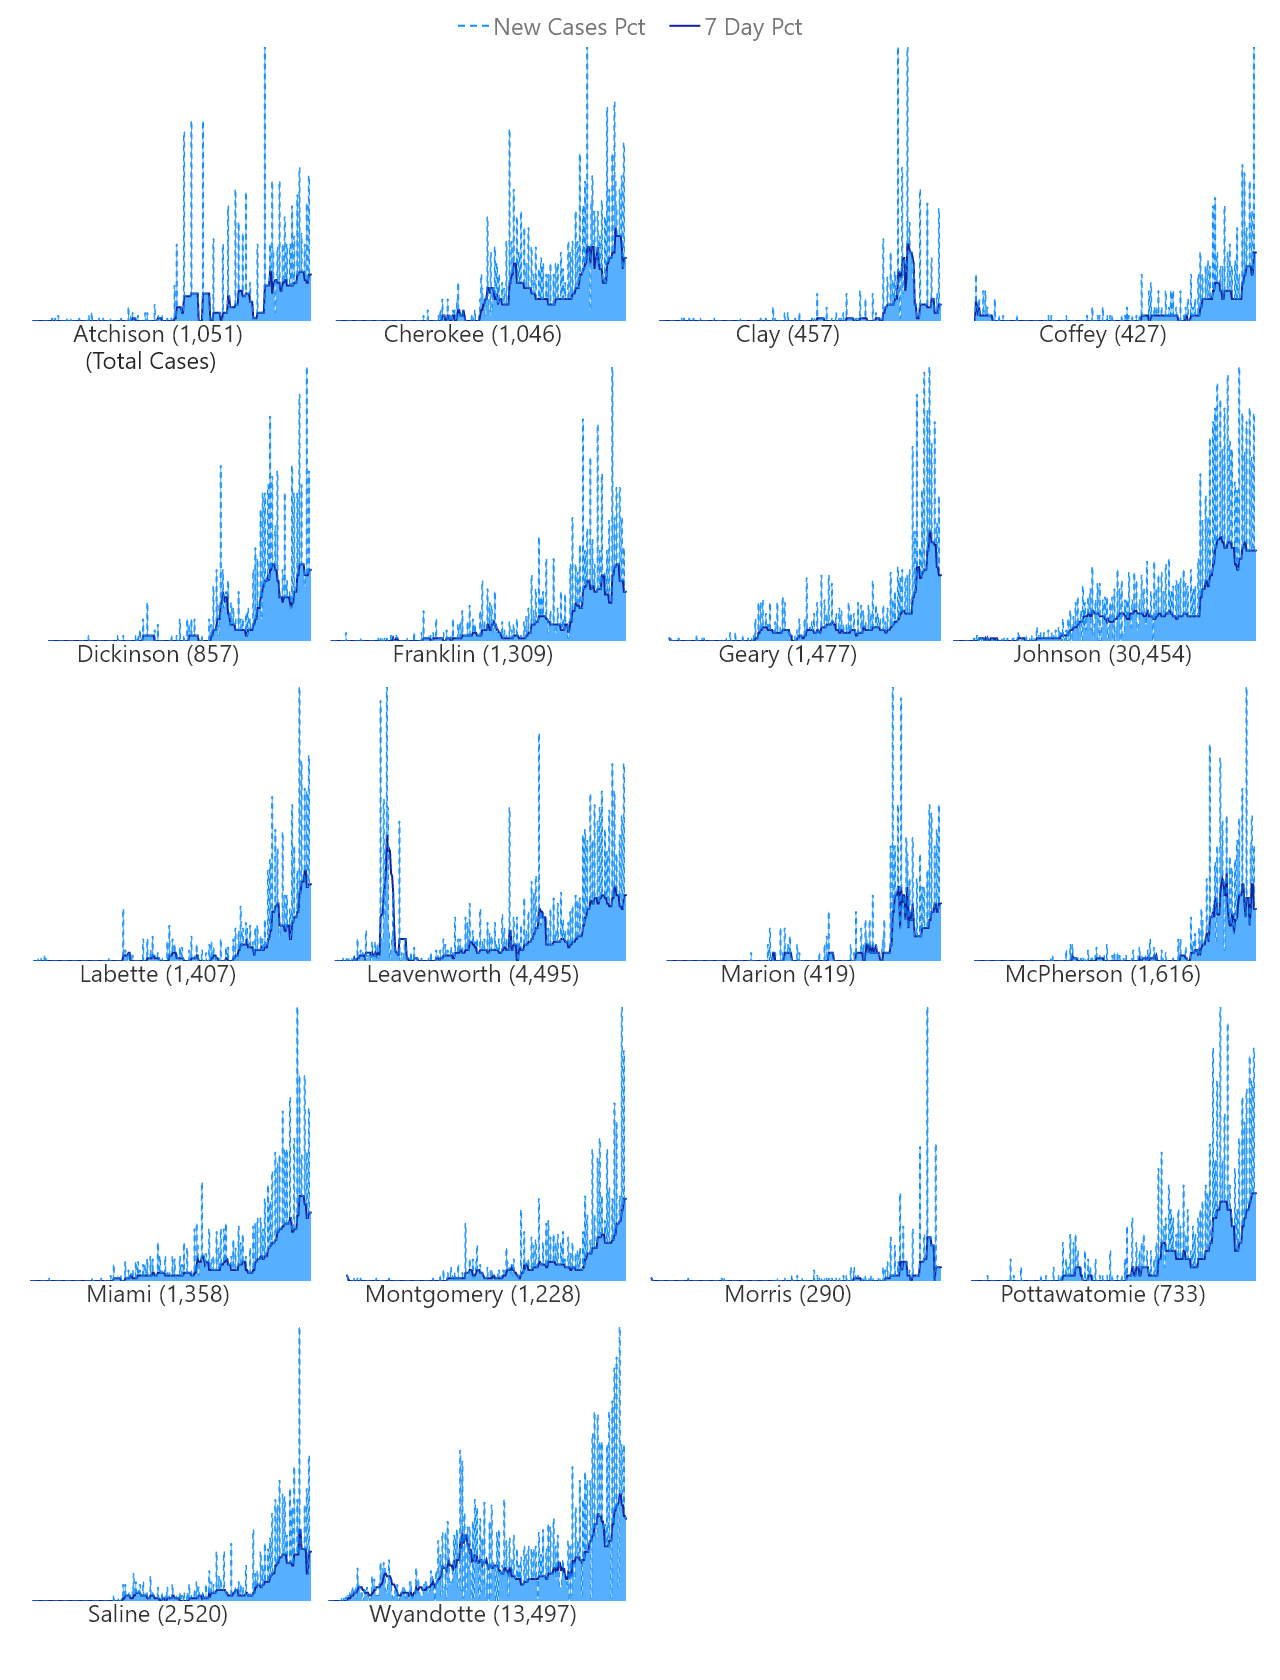 New Cases Pct 7 Day Pct
Atchison (1,051) Cherokee (1,046) Clay (457) Coffey (427)
(Total Cases)
Dickinson (857) Franklin (1,309) Geary (1,477) Johnson (30,454)
Labette (1,407) Leavenworth (4,495) Marion (419) McPherson (1,616)
Miami (1,358) Montgomery (1,228) Morris (290) Pottawatomie (733)
Saline (2,520) Wyandotte (13,497)